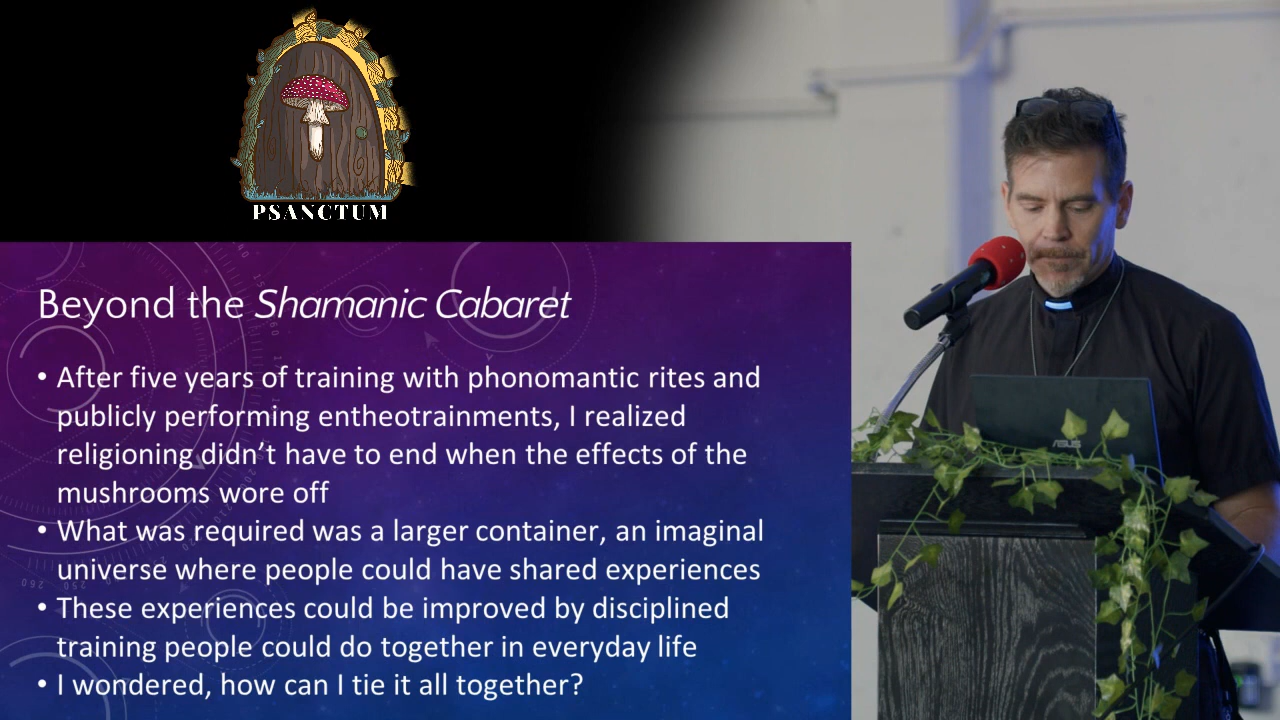 PSANCTUM
Beyond the Shamanic Cabaret
• After five years of training with phonomantic rites and
publicly performing entheotrainments, I realized
religioning didn't have to end when the effects of the
mushrooms wore off
• What was required was a larger container, an imaginal
universe where people could have shared experiences
• These experiences could be improved by disciplined
training people could do together in everyday life
• I wondered, how can I tie it all together?
ASUS